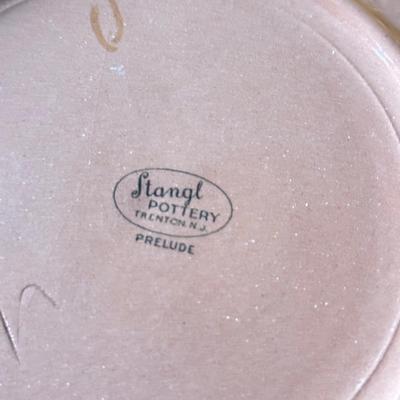 Stangl
POTTERY
TRENTON, N.J.
PRELUDE